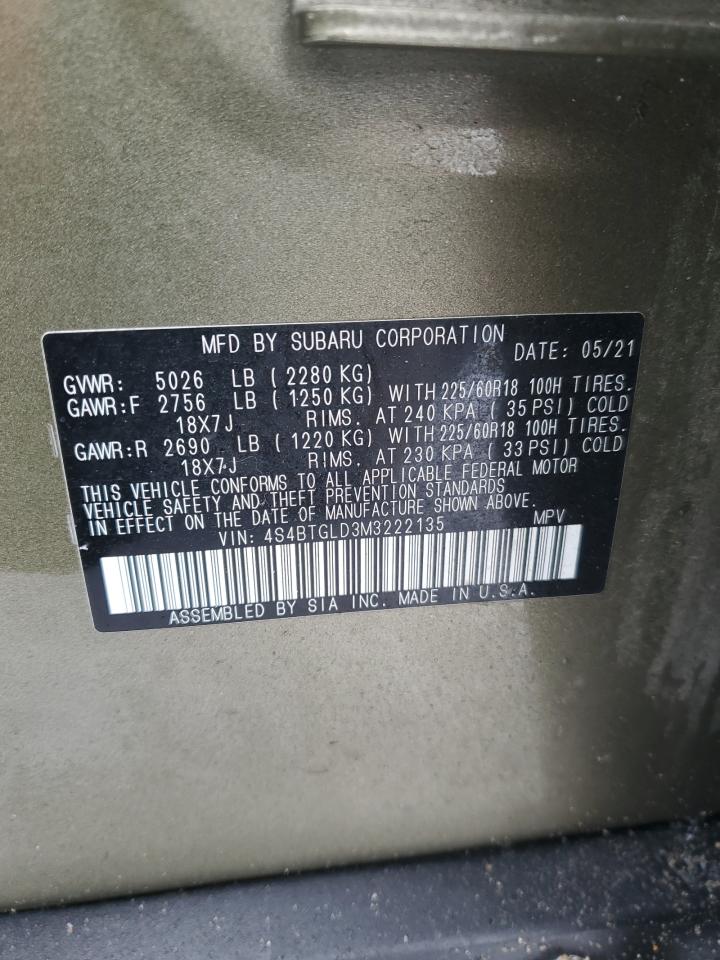 MFD BY SUBARU CORPORATION DATE: 05/21
GVWR: 5026 LB ( 2280 KG)
GAWR:F 2756 LB ( 1250 KG) WITH 225/60R18 100H TIRES.
18X7J RIMS. AT 240 KPA ( 35 PSI) COLD
GAWR:R 2690 LB ( 1220 KG) WITH 225/60R18 100H TIRES.
18X7J RIMS. AT 230 KPA ( 33 PSI) COLD
THIS VEHICLE CONFORMS TO ALL APPLICABLE FEDERAL MOTOR
VEHICLE SAFETY AND THEFT PREVENTION STANDARDS
IN EFFECT ON THE DATE OF MANUFACTURE SHOWN ABOVE.
VIN: 4S4BTGLD3M3222135 MPV
ASSEMBLED BY SIA INC. MADE IN U.S.A.